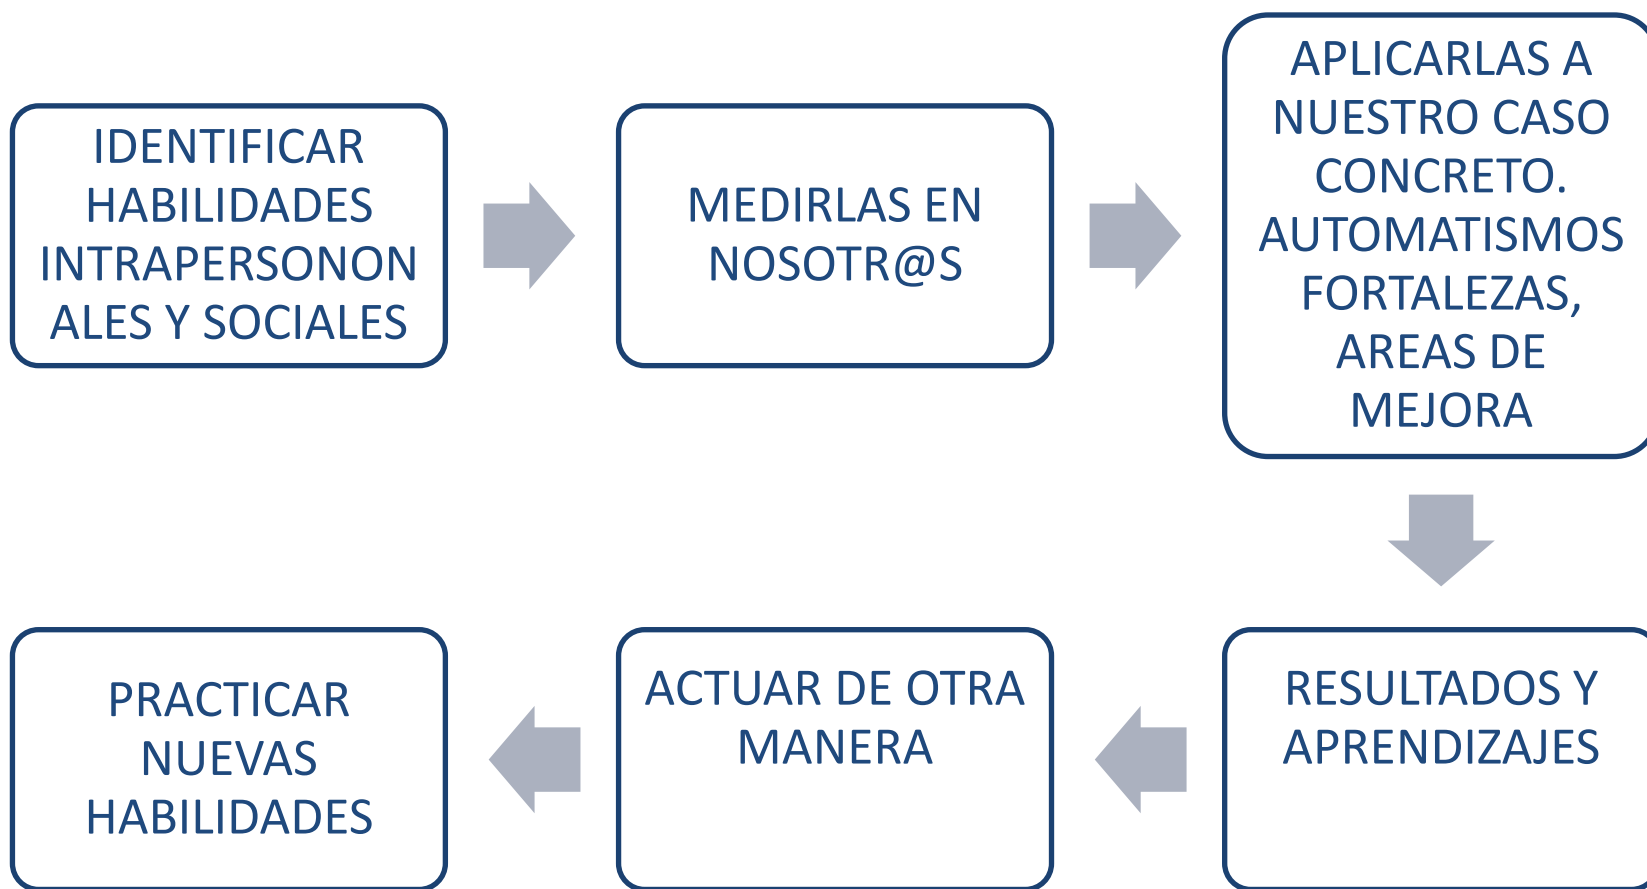 IDENTIFICAR
HABILIDADES
INTRAPERSONON
ALES Y SOCIALES
MEDIRLAS EN
NOSOTR@S
APLICARLAS A
NUESTRO CASO
CONCRETO.
AUTOMATISMOS
FORTALEZAS,
AREAS DE
MEJORA
RESULTADOS Y
APRENDIZAJES
ACTUAR DE OTRA
MANERA
PRACTICAR
NUEVAS
HABILIDADES